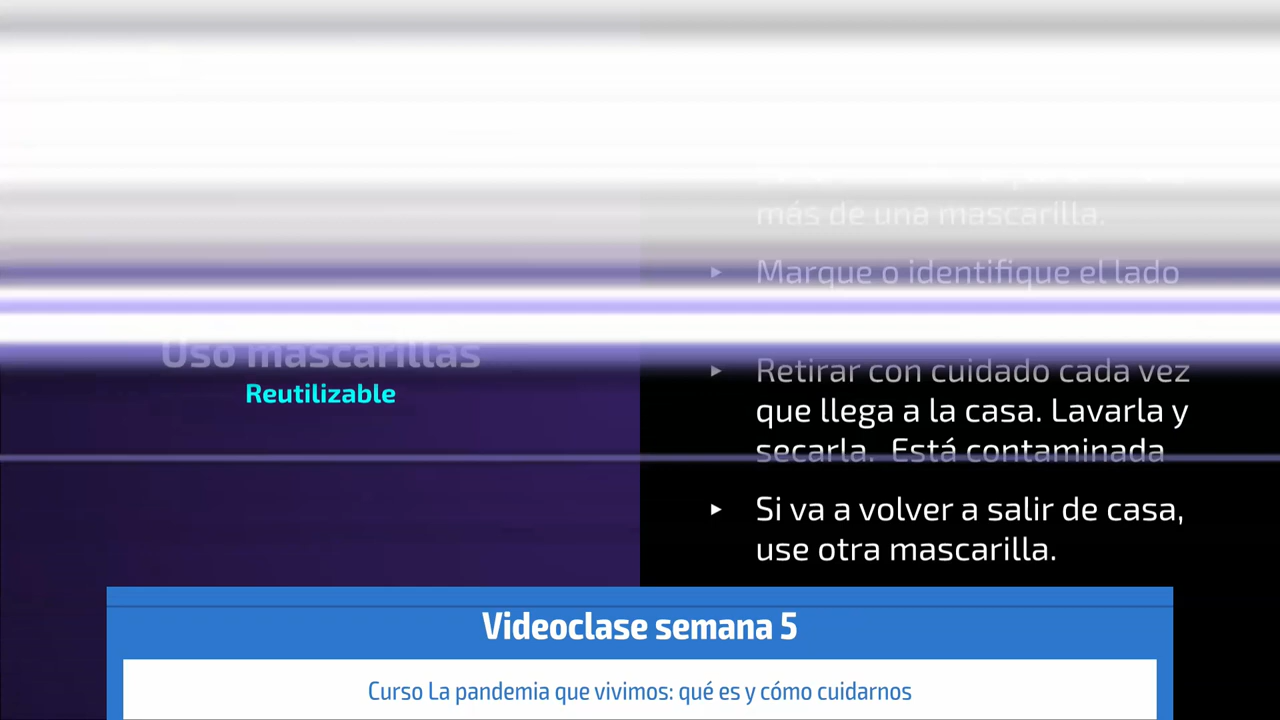 más de una mascarilla.
Marque o identifique el lado
Uso mascarillas
Reutilizable
Retirar con cuidado cada vez
que llega a la casa. Lavarla y
secarla. Está contaminada
Si va a volver a salir de casa,
use otra mascarilla.
Videoclase semana 5
Curso La pandemia que vivimos: qué es y cómo cuidarnos